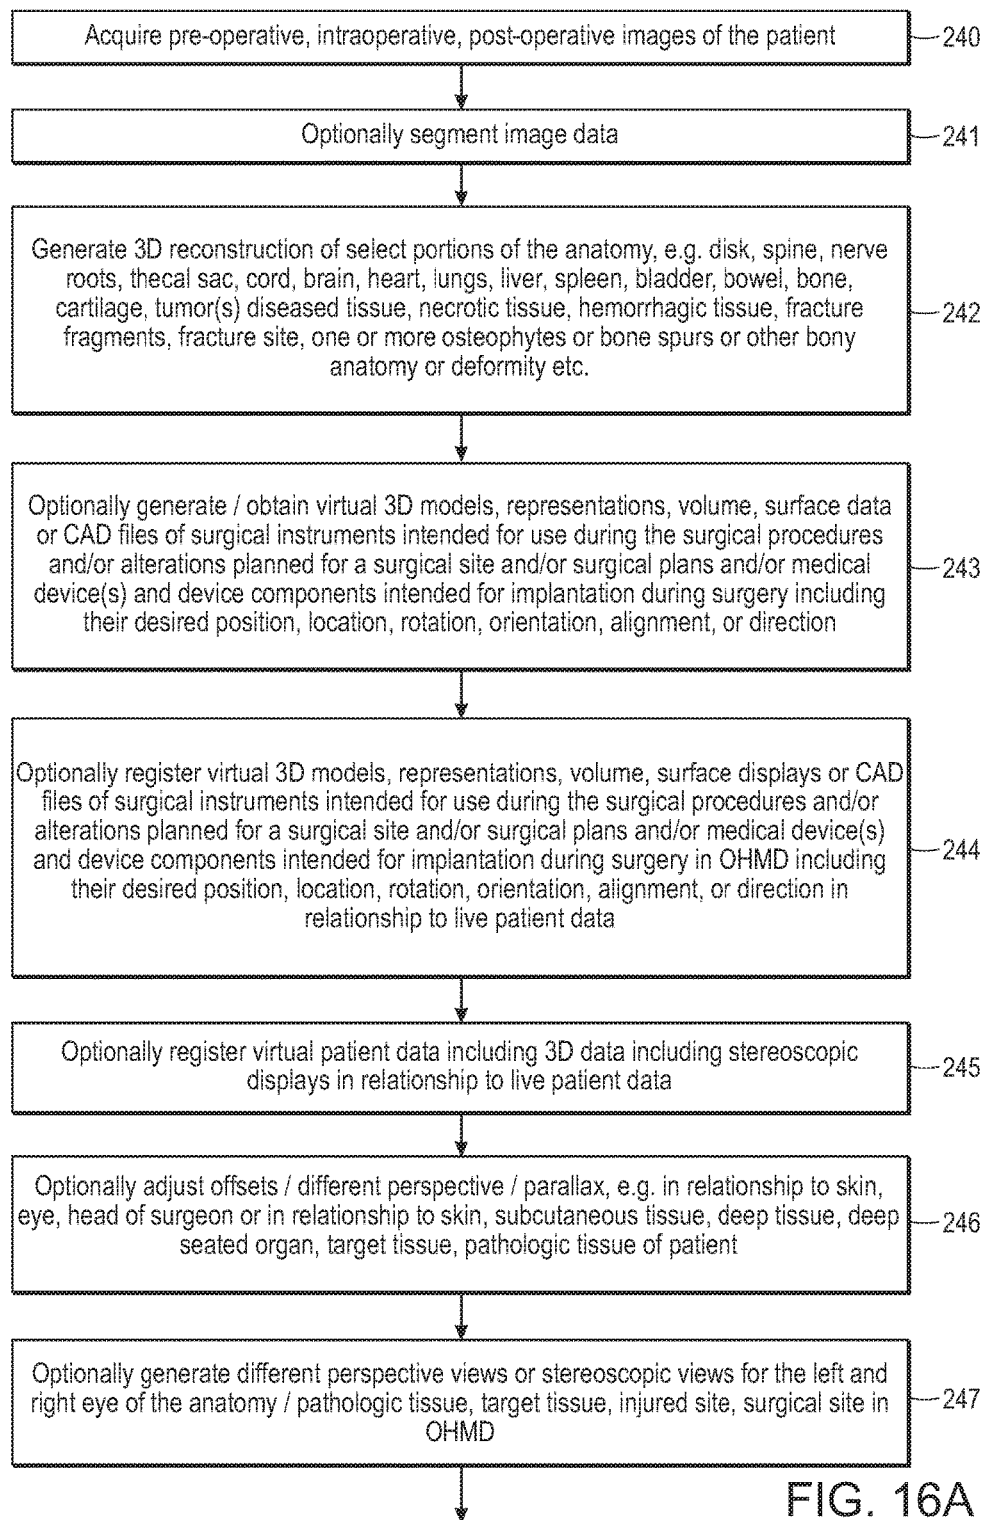 Acquire pre-operative, intraoperative, post-operative images of the patient
240
Optionally segment image data
241
Generate 3D reconstruction of select portions of the anatomy, e.g. disk, spine, nerve
roots, thecal sac, cord, brain, heart, lungs, liver, spleen, bladder, bowel, bone,
cartilage, tumor(s) diseased tissue, necrotic tissue, hemorrhagic tissue, fracture
fragments, fracture site, one or more osteophytes or bone spurs or other bony
anatomy or deformity etc.
242
Optionally generate / obtain virtual 3D models, representations, volume, surface data
or CAD files of surgical instruments intended for use during the surgical procedures
and/or alterations planned for a surgical site and/or surgical plans and/or medical
device(s) and device components intended for implantation during surgery including
their desired position, location, rotation, orientation, alignment, or direction
243
Optionally register virtual 3D models, representations, volume, surface displays or CAD
files of surgical instruments intended for use during the surgical procedures and/or
alterations planned for a surgical site and/or surgical plans and/or medical device(s)
and device components intended for implantation during surgery in OHMD including
their desired position, location, rotation, orientation, alignment, or direction in
relationship to live patient data
244
Optionally register virtual patient data including 3D data including stereoscopic
displays in relationship to live patient data
245
Optionally adjust offsets / different perspective / parallax, e.g. in relationship to skin,
eye, head of surgeon or in relationship to skin, subcutaneous tissue, deep tissue, deep
seated organ, target tissue, pathologic tissue of patient
246
Optionally generate different perspective views or stereoscopic views for the left and
right eye of the anatomy / pathologic tissue, target tissue, injured site, surgical site in
OHMD
247
FIG. 16A